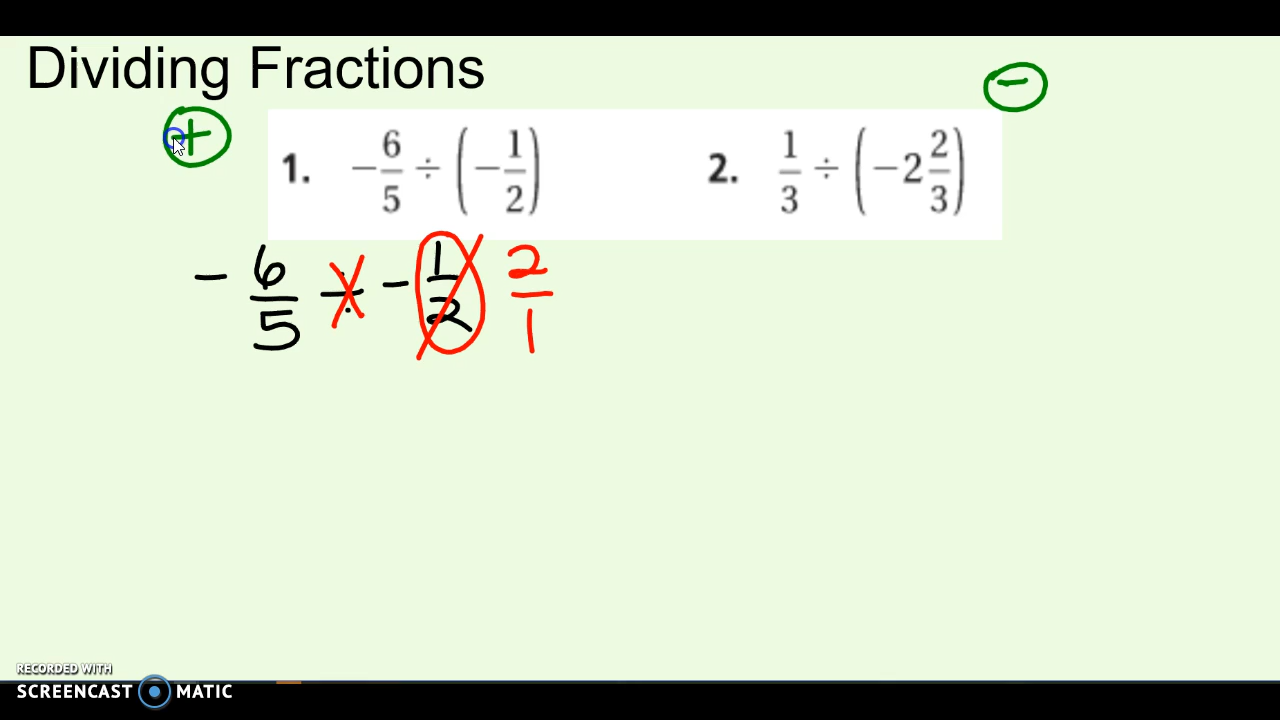 Dividing Fractions
+
−
1. −6/5 ÷ (−1/2)
2. 1/3 ÷ (−2 2/3)
− 6/5 ÷ − 1/2 2/1
RECORDED WITH
SCREENCAST MATIC